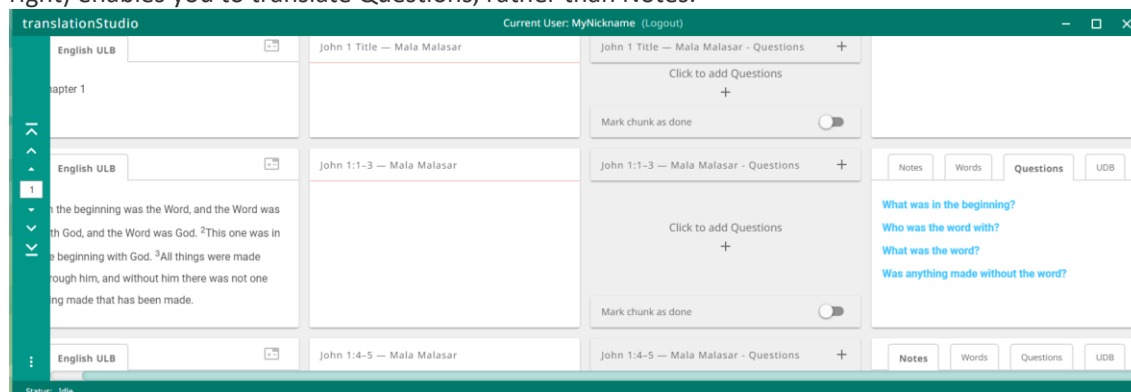 right) enables you to translate Questions, rather than Notes.
translationStudio
Current User: MyNickname (Logout)
English ULB
John 1 Title — Mala Malasar
John 1 Title — Mala Malasar - Questions +
hapter 1
Click to add Questions
+
Mark chunk as done
English ULB
John 1:1–3 — Mala Malasar
John 1:1–3 — Mala Malasar - Questions +
Notes Words Questions UDB
1
n the beginning was the Word, and the Word was
th God, and the Word was God. ²This one was in
e beginning with God. ³All things were made
rough him, and without him there was not one
ing made that has been made.
Click to add Questions
+
Mark chunk as done
What was in the beginning?
Who was the word with?
What was the word?
Was anything made without the word?
English ULB
John 1:4–5 — Mala Malasar
John 1:4–5 — Mala Malasar - Questions +
Notes Words Questions UDB
Status: Idle